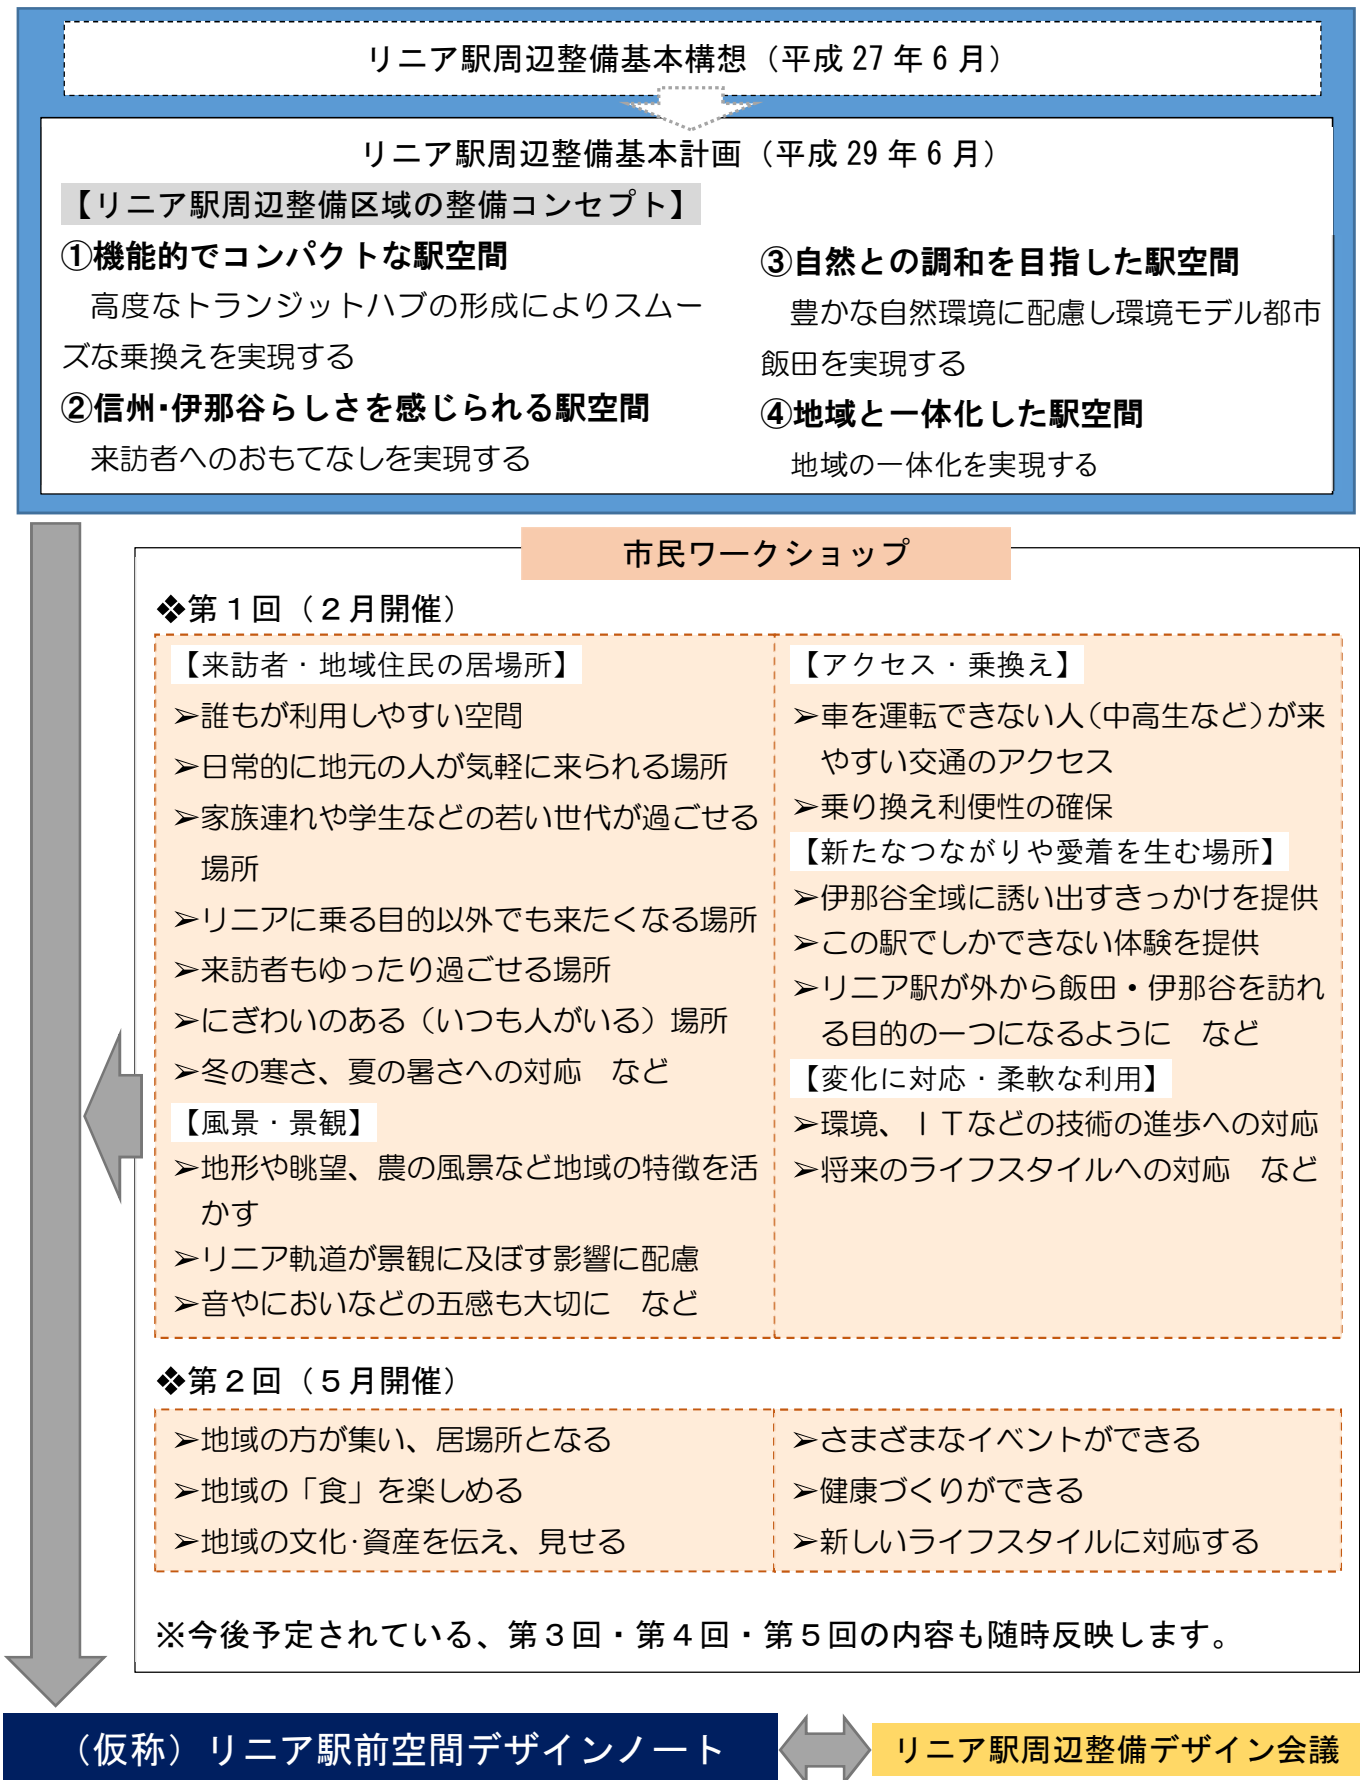 リニア駅周辺整備基本構想（平成 27 年 6 月）
リニア駅周辺整備基本計画（平成 29 年 6 月）
【リニア駅周辺整備区域の整備コンセプト】
①機能的でコンパクトな駅空間
高度なトランジットハブの形成によりスムー
ズな乗換えを実現する
②信州･伊那谷らしさを感じられる駅空間
来訪者へのおもてなしを実現する
③自然との調和を目指した駅空間
豊かな自然環境に配慮し環境モデル都市
飯田を実現する
④地域と一体化した駅空間
地域の一体化を実現する
市民ワークショップ
❖第１回（２月開催）
【来訪者・地域住民の居場所】
➢誰もが利用しやすい空間
➢日常的に地元の人が気軽に来られる場所
➢家族連れや学生などの若い世代が過ごせる
場所
➢リニアに乗る目的以外でも来たくなる場所
➢来訪者もゆったり過ごせる場所
➢にぎわいのある（いつも人がいる）場所
➢冬の寒さ、夏の暑さへの対応　など
【風景・景観】
➢地形や眺望、農の風景など地域の特徴を活
かす
➢リニア軌道が景観に及ぼす影響に配慮
➢音やにおいなどの五感も大切に　など
【アクセス・乗換え】
➢車を運転できない人（中高生など）が来
やすい交通のアクセス
➢乗り換え利便性の確保
【新たなつながりや愛着を生む場所】
➢伊那谷全域に誘い出すきっかけを提供
➢この駅でしかできない体験を提供
➢リニア駅が外から飯田・伊那谷を訪れ
る目的の一つになるように　など
【変化に対応・柔軟な利用】
➢環境、ＩＴなどの技術の進歩への対応
➢将来のライフスタイルへの対応　など
❖第２回（５月開催）
➢地域の方が集い、居場所となる
➢地域の「食」を楽しめる
➢地域の文化･資産を伝え、見せる
➢さまざまなイベントができる
➢健康づくりができる
➢新しいライフスタイルに対応する
※今後予定されている、第３回・第４回・第５回の内容も随時反映します。
（仮称）リニア駅前空間デザインノート
リニア駅周辺整備デザイン会議